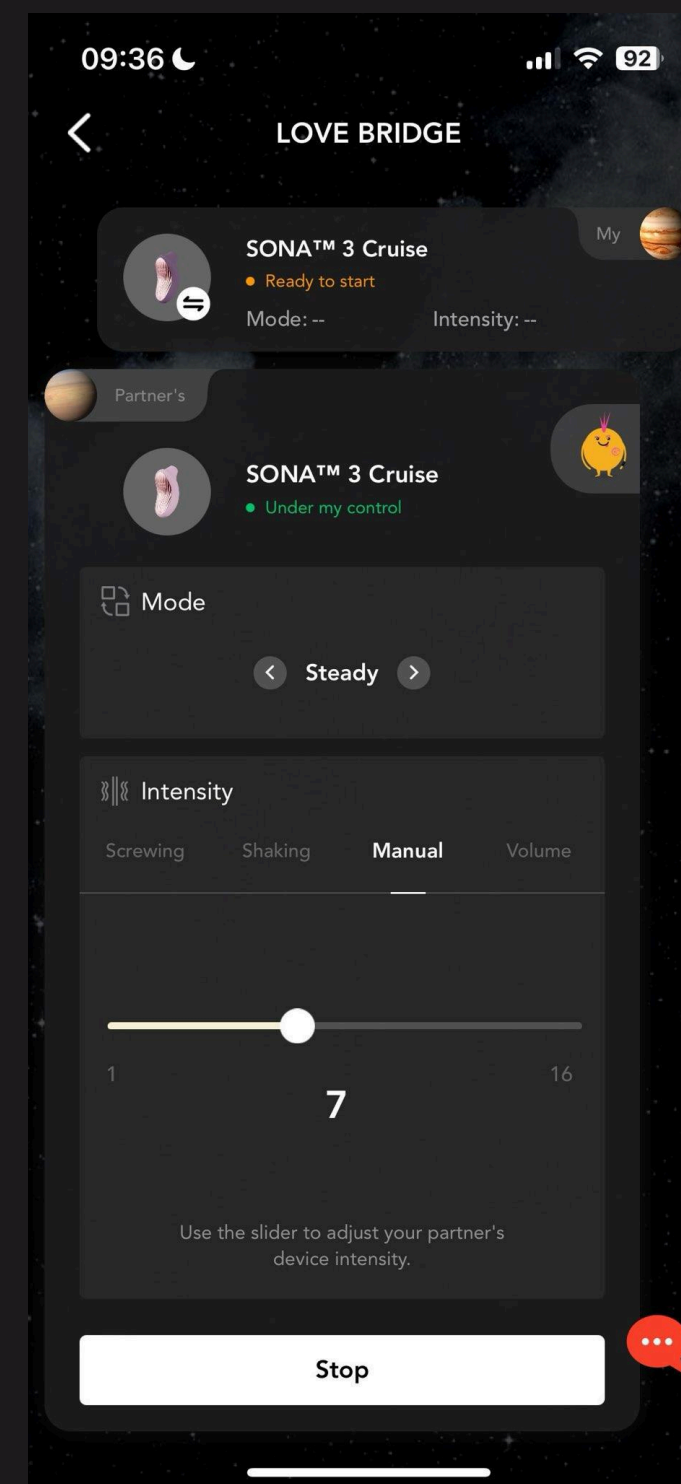 09:36
92
LOVE BRIDGE
My
SONA™ 3 Cruise
Ready to start
Mode: --
Intensity: --
Partner's
SONA™ 3 Cruise
Under my control
Mode
Steady
Intensity
Screwing
Shaking
Manual
Volume
1
16
7
Use the slider to adjust your partner's
device intensity.
Stop